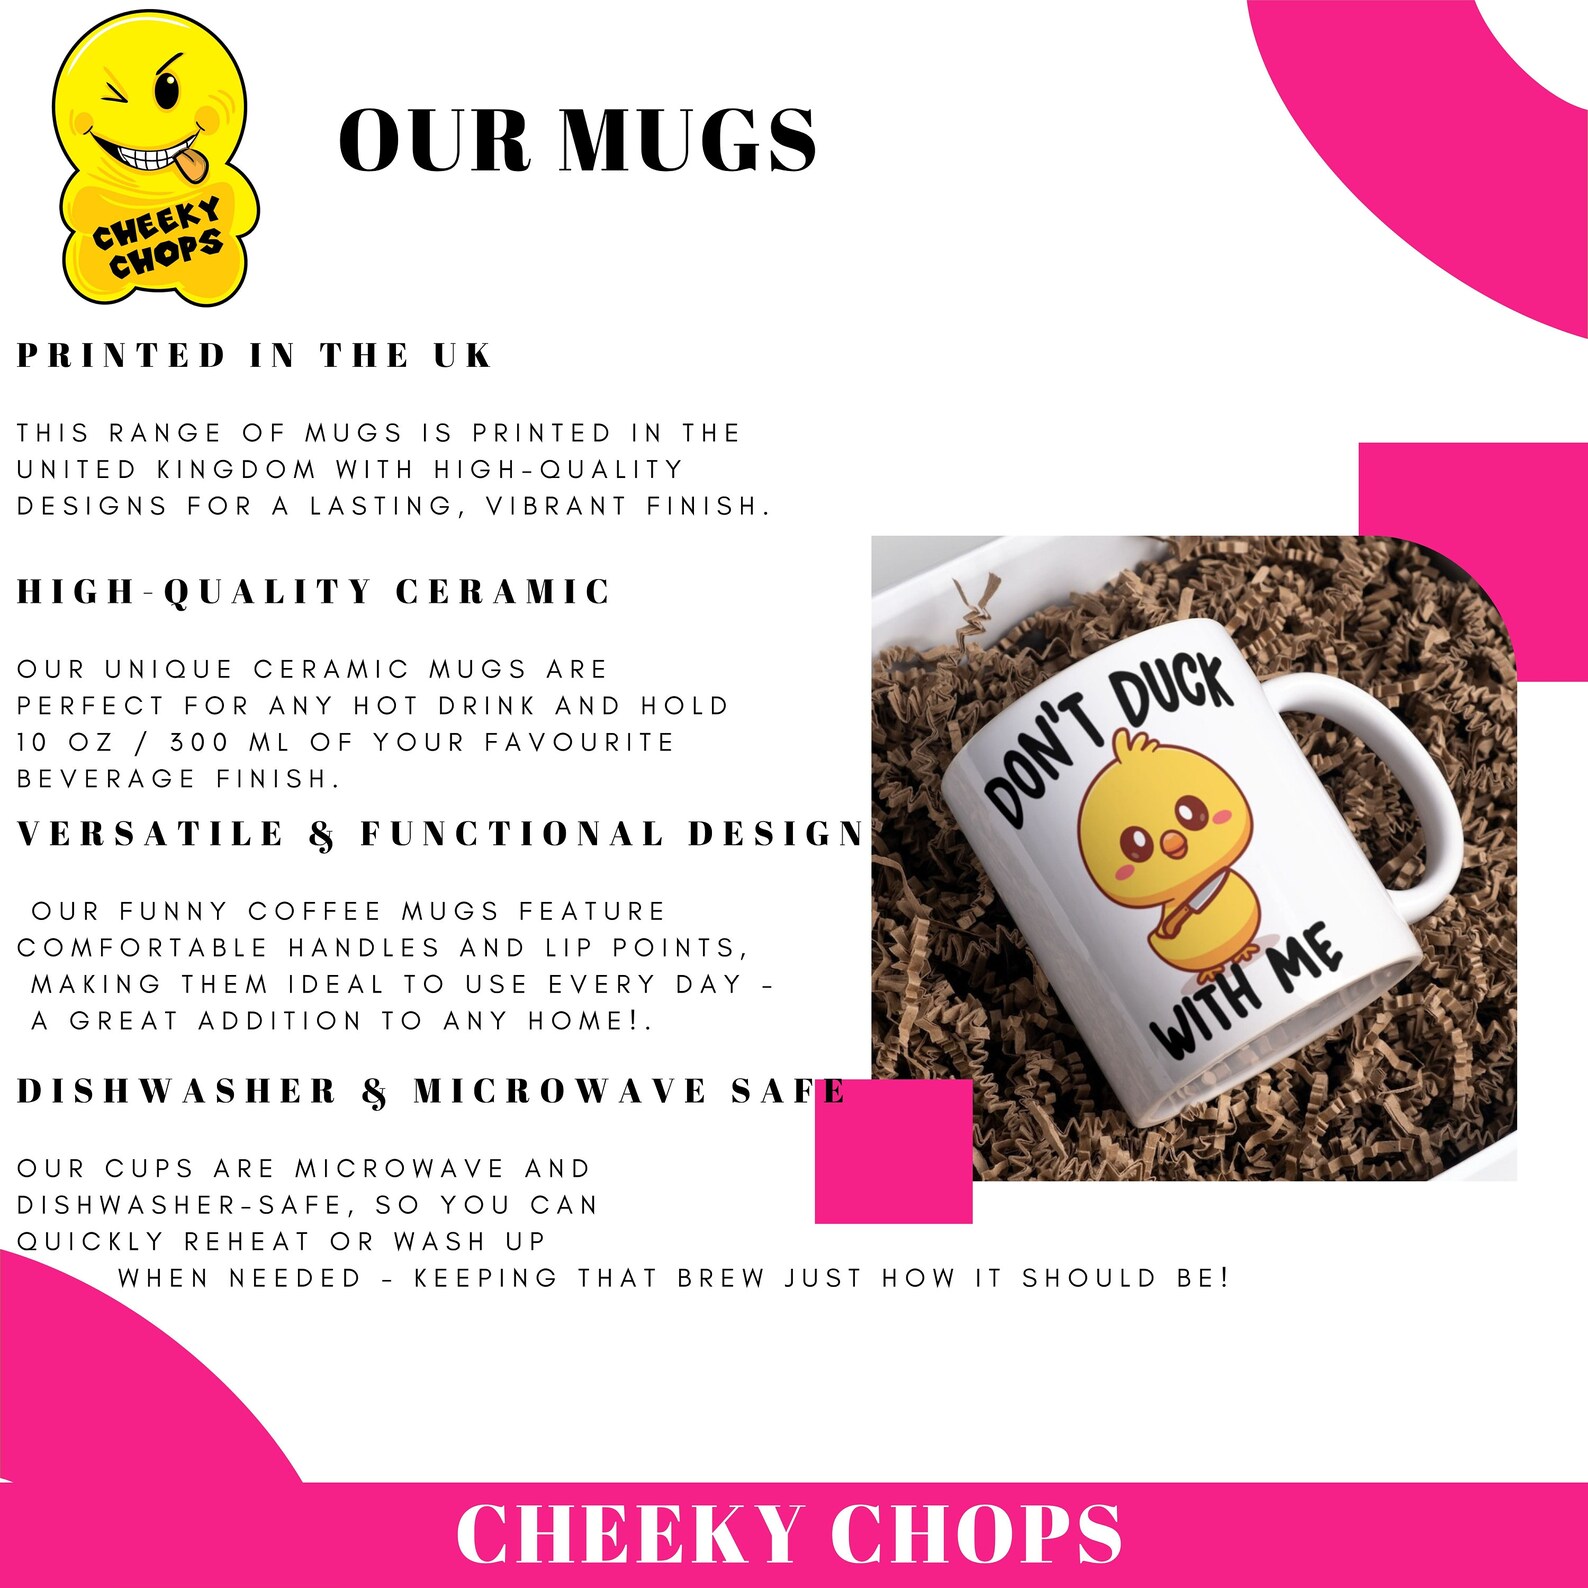 CHEEKY
CHOPS
OUR MUGS
PRINTED IN THE UK
THIS RANGE OF MUGS IS PRINTED IN THE
UNITED KINGDOM WITH HIGH-QUALITY
DESIGNS FOR A LASTING, VIBRANT FINISH.
HIGH-QUALITY CERAMIC
OUR UNIQUE CERAMIC MUGS ARE
PERFECT FOR ANY HOT DRINK AND HOLD
10 OZ / 300 ML OF YOUR FAVOURITE
BEVERAGE FINISH.
VERSATILE & FUNCTIONAL DESIGN
OUR FUNNY COFFEE MUGS FEATURE
COMFORTABLE HANDLES AND LIP POINTS,
MAKING THEM IDEAL TO USE EVERY DAY -
A GREAT ADDITION TO ANY HOME!.
DISHWASHER & MICROWAVE SAFE
OUR CUPS ARE MICROWAVE AND
DISHWASHER-SAFE, SO YOU CAN
QUICKLY REHEAT OR WASH UP
WHEN NEEDED - KEEPING THAT BREW JUST HOW IT SHOULD BE!
DON'T DUCK
WITH ME
CHEEKY CHOPS